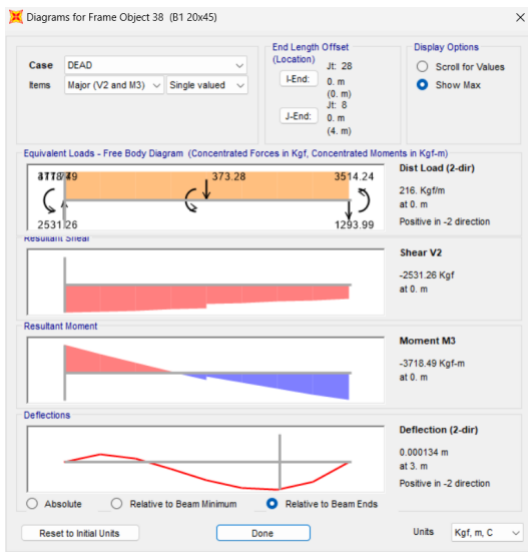 Diagrams for Frame Object 38 (B1 20x45)
Case DEAD
Items Major (V2 and M3) Single valued
End Length Offset
(Location)
Jt: 28
I-End: 0. m
(0. m)
Jt: 8
J-End: 0. m
(4. m)
Display Options
Scroll for Values
Show Max
Equivalent Loads - Free Body Diagram (Concentrated Forces in Kgf, Concentrated Moments in Kgf-m)
373.28
3514.24
2531.26
1293.99
Dist Load (2-dir)
216. Kgf/m
at 0. m
Positive in -2 direction
Resultant Shear
Shear V2
-2531.26 Kgf
at 0. m
Resultant Moment
Moment M3
-3718.49 Kgf-m
at 0. m
Deflections
Deflection (2-dir)
0.000134 m
at 3. m
Positive in -2 direction
Absolute
Relative to Beam Minimum
Relative to Beam Ends
Reset to Initial Units
Done
Units Kgf, m, C